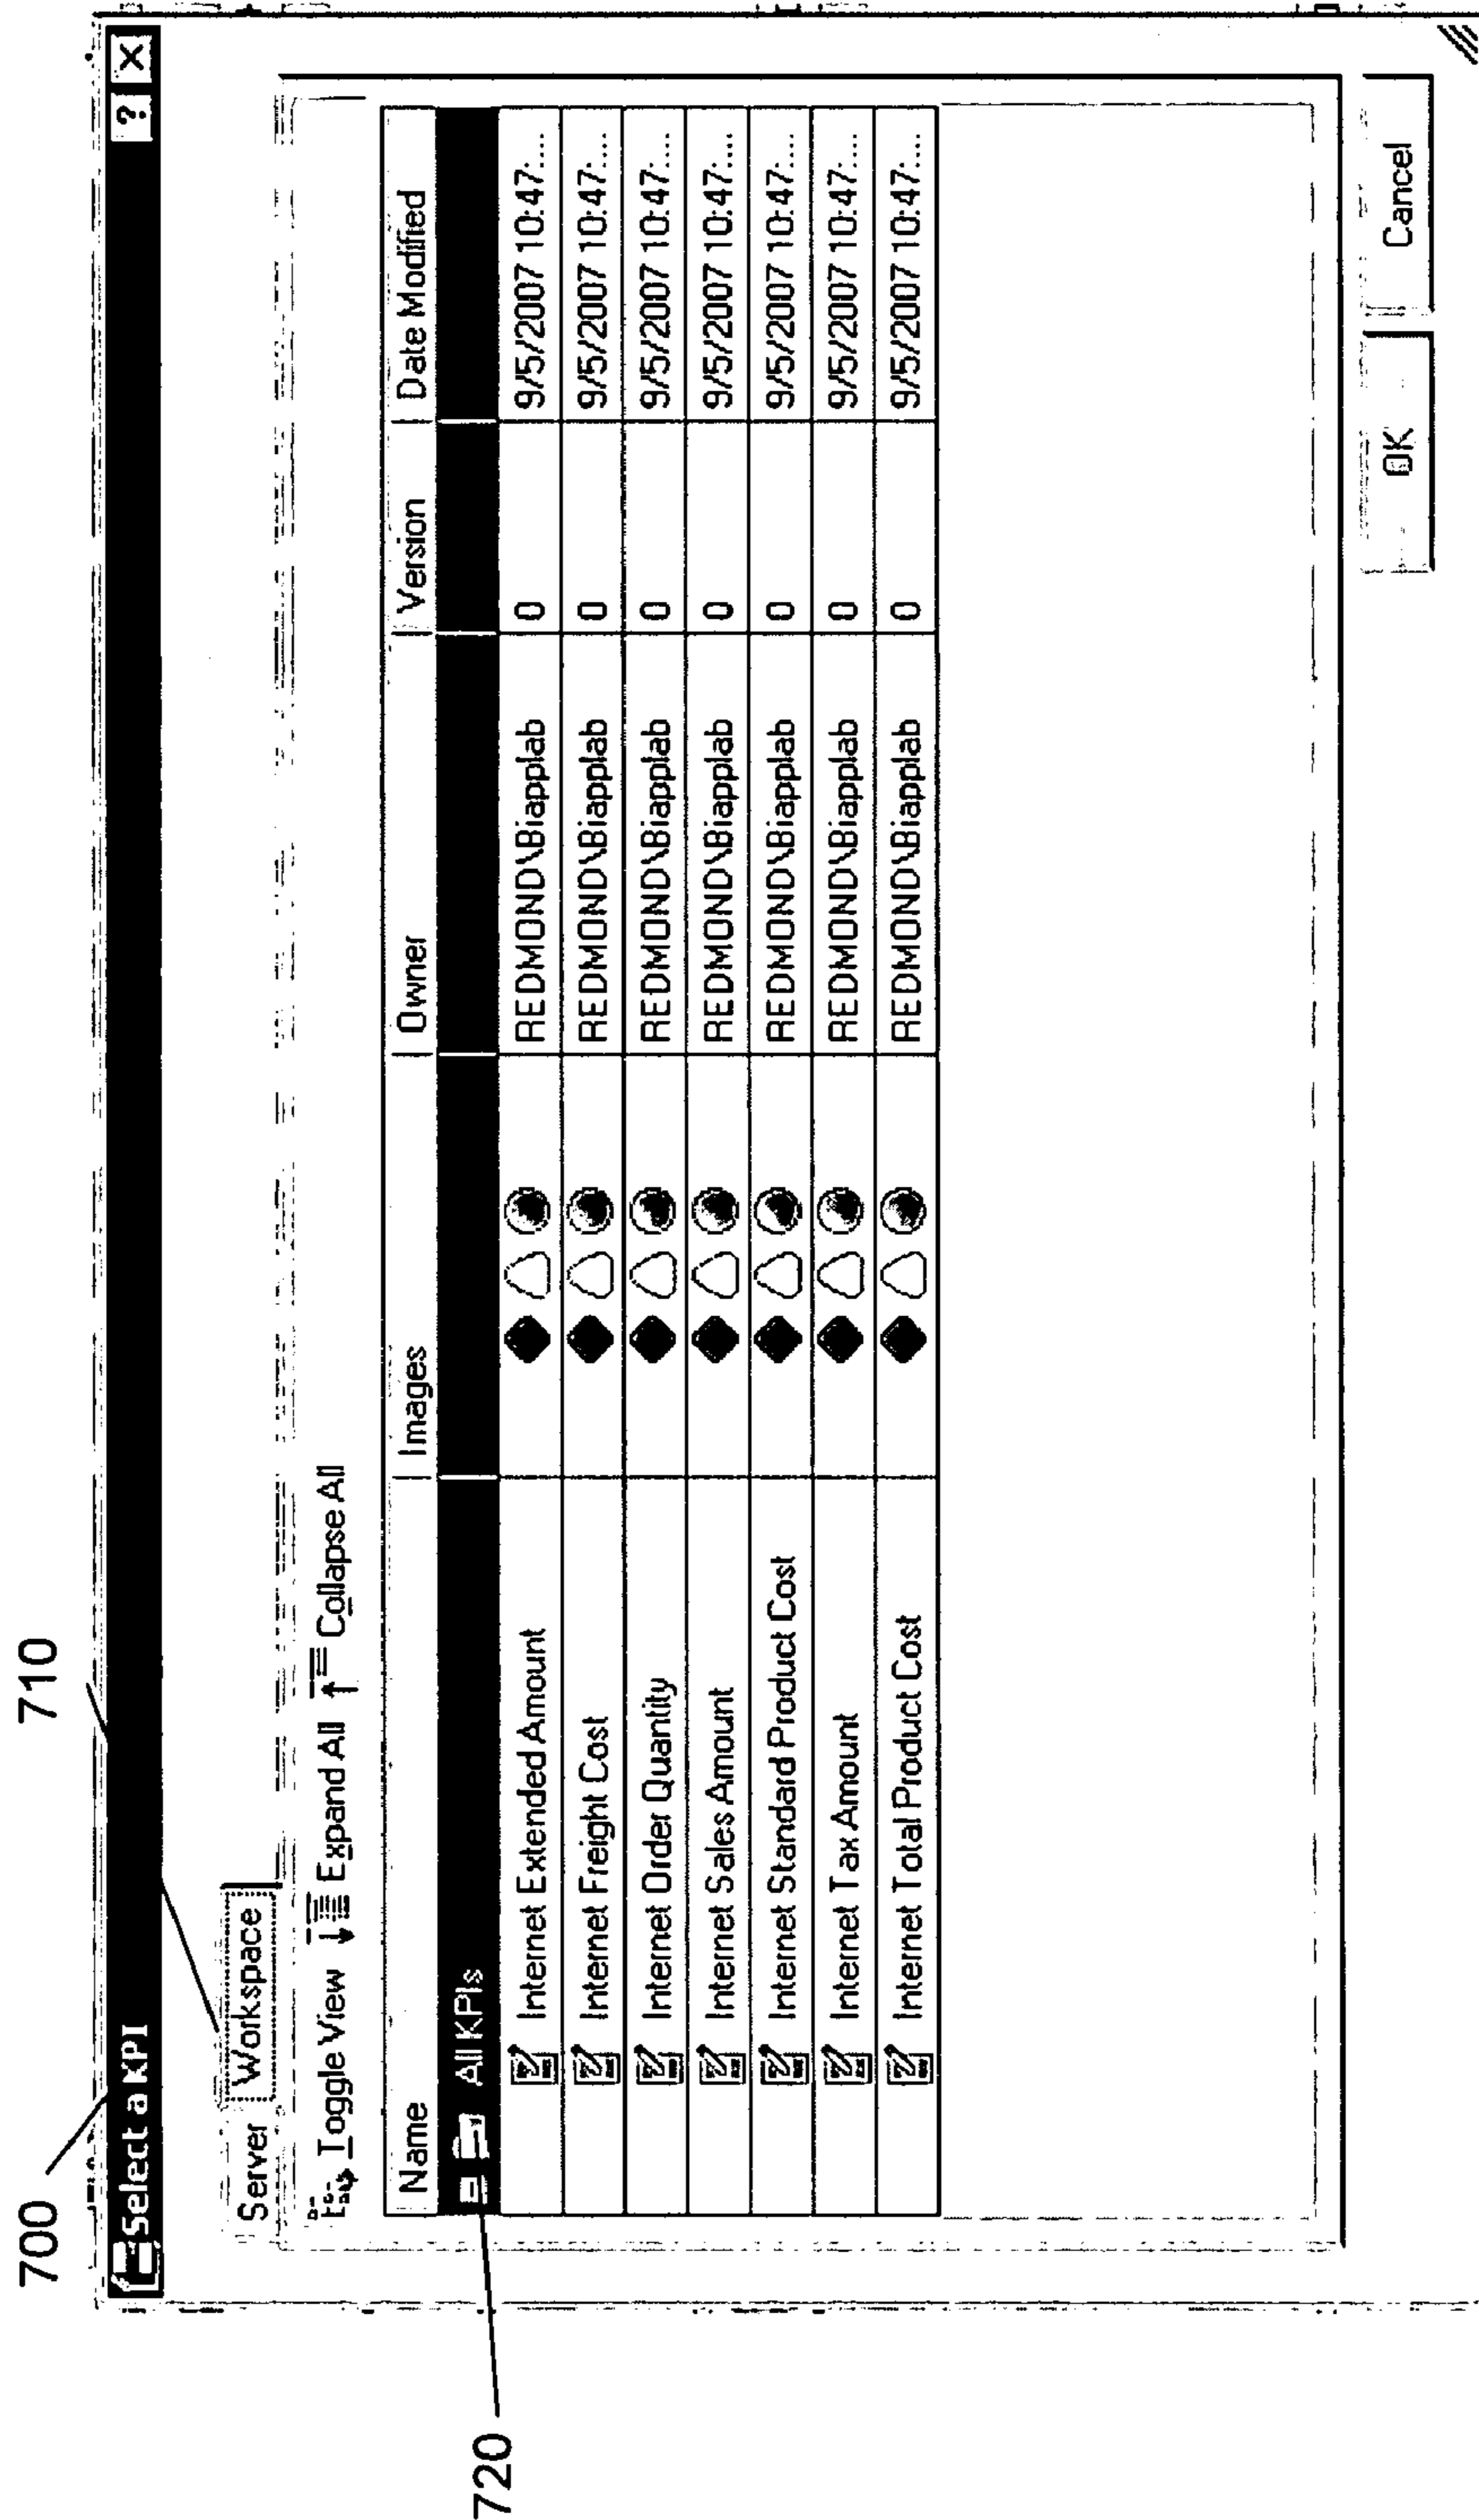 700
710
Select a KPI
? X
Server Workspace
Toggle View Expand All Collapse All
Name Images Owner Version Date Modified
720
All KPIs
Internet Extended Amount REDMOND\Biapplab 0 9/5/2007 10:47:...
Internet Freight Cost REDMOND\Biapplab 0 9/5/2007 10:47:...
Internet Order Quantity REDMOND\Biapplab 0 9/5/2007 10:47:...
Internet Sales Amount REDMOND\Biapplab 0 9/5/2007 10:47:...
Internet Standard Product Cost REDMOND\Biapplab 0 9/5/2007 10:47:...
Internet Tax Amount REDMOND\Biapplab 0 9/5/2007 10:47:...
Internet Total Product Cost REDMOND\Biapplab 0 9/5/2007 10:47:...
OK Cancel